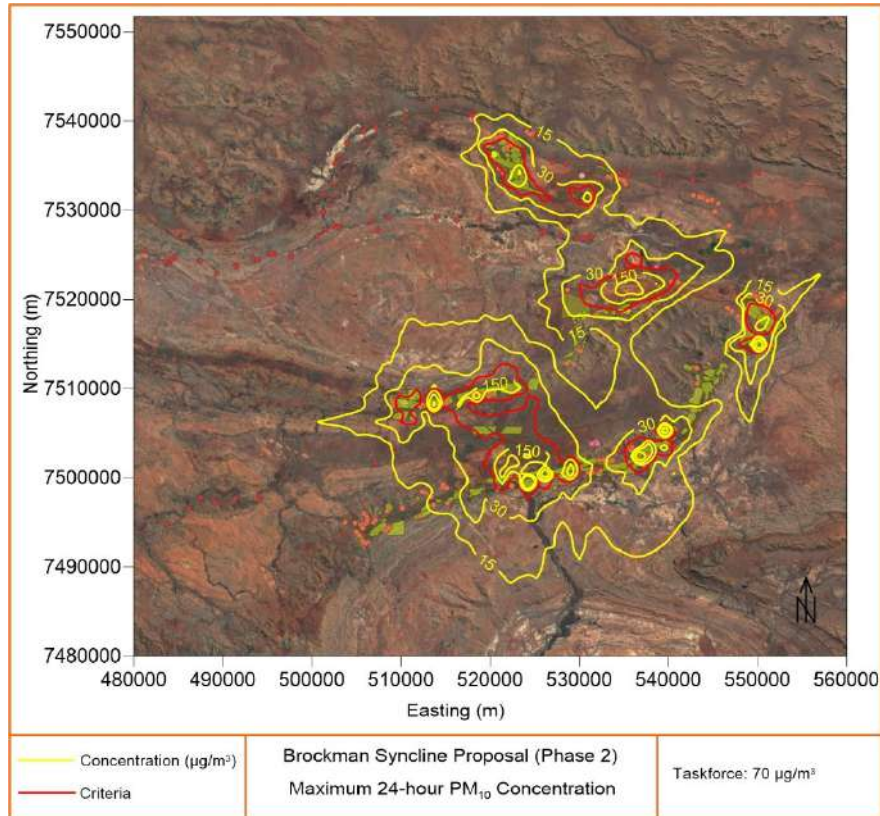 7550000
7540000
7530000
7520000
7510000
7500000
7490000
7480000
Northing (m)
15
30
30
150
15
30
15
150
30
150
30
15
N
480000 490000 500000 510000 520000 530000 540000 550000 560000
Easting (m)
Concentration (µg/m³)
Criteria
Brockman Syncline Proposal (Phase 2)
Maximum 24-hour PM₁₀ Concentration
Taskforce: 70 µg/m³